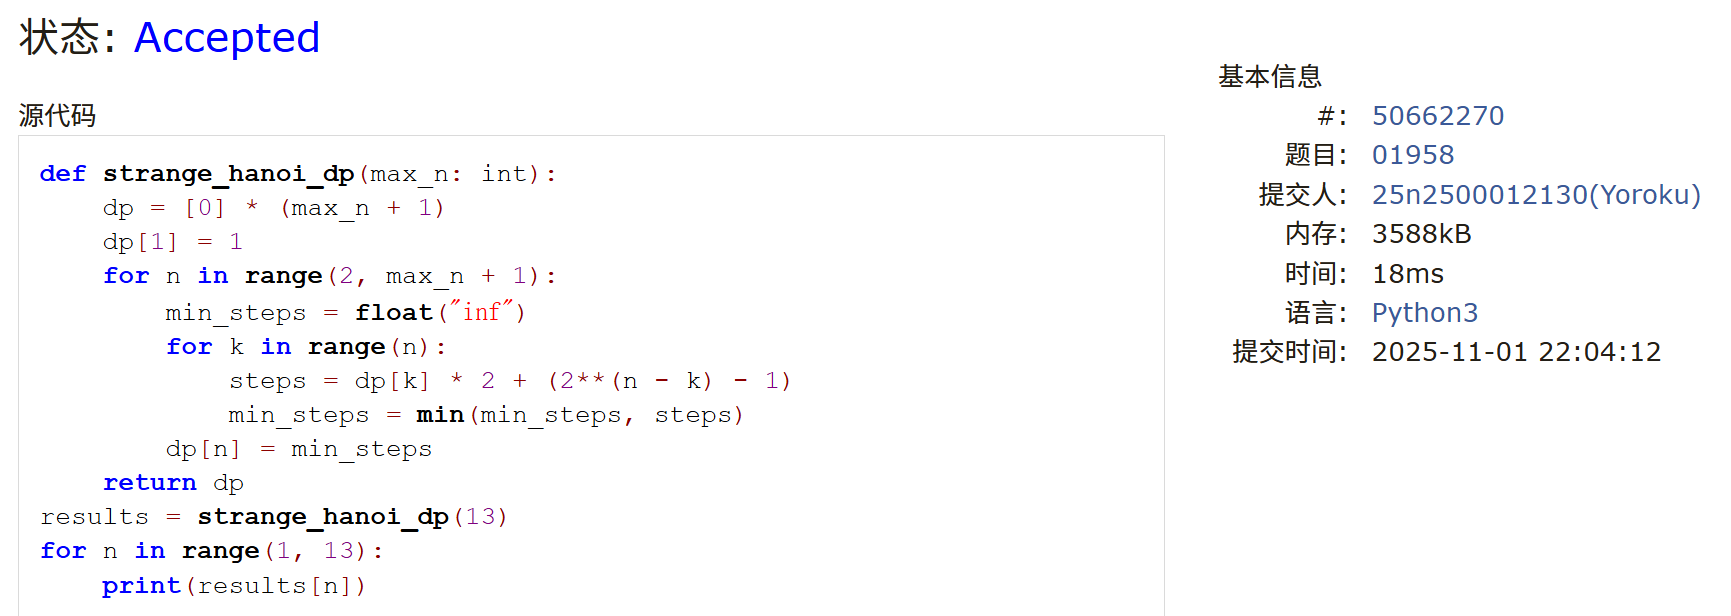 状态: Accepted
源代码
def strange_hanoi_dp(max_n: int):
    dp = [0] * (max_n + 1)
    dp[1] = 1
    for n in range(2, max_n + 1):
        min_steps = float("inf")
        for k in range(n):
            steps = dp[k] * 2 + (2**(n - k) - 1)
            min_steps = min(min_steps, steps)
        dp[n] = min_steps
    return dp
results = strange_hanoi_dp(13)
for n in range(1, 13):
    print(results[n])
基本信息
#: 50662270
题目: 01958
提交人: 25n2500012130(Yoroku)
内存: 3588kB
时间: 18ms
语言: Python3
提交时间: 2025-11-01 22:04:12